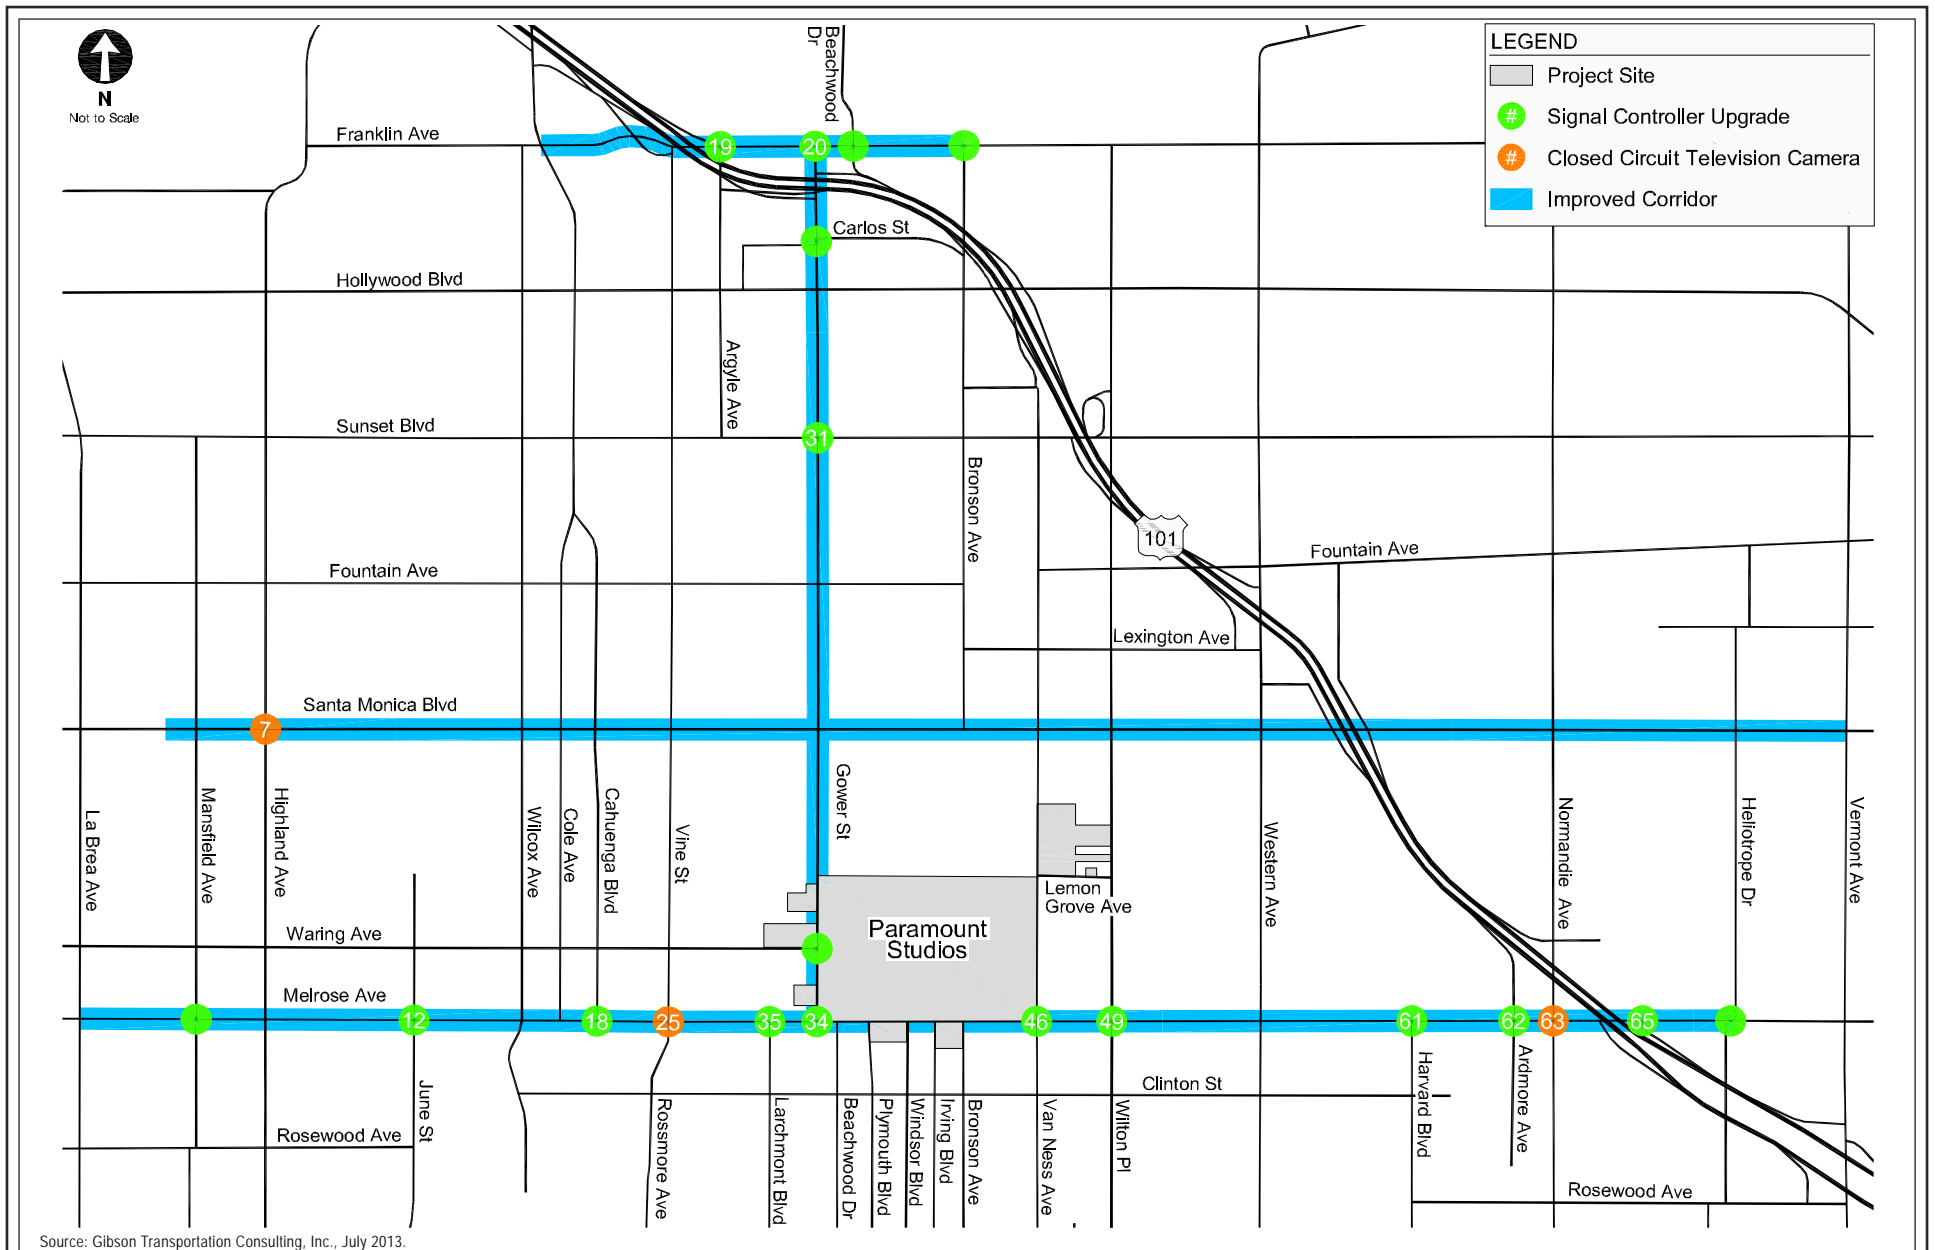 N
Not to Scale
Beachwood
Dr
LEGEND
Project Site
# Signal Controller Upgrade
# Closed Circuit Television Camera
Improved Corridor
Franklin Ave
19
20
Carlos St
Hollywood Blvd
Argyle Ave
Sunset Blvd
31
Bronson Ave
101
Fountain Ave
Fountain Ave
Lexington Ave
Santa Monica Blvd
7
La Brea Ave
Mansfield Ave
Highland Ave
Wilcox Ave
Cole Ave
Cahuenga Blvd
Vine St
Gower St
Western Ave
Normandie Ave
Heliotrope Dr
Vermont Ave
Lemon
Grove Ave
Paramount
Studios
Waring Ave
Melrose Ave
12
18
25
35
34
46
49
61
62
63
65
June St
Rossmore Ave
Larchmont Blvd
Beachwood Dr
Plymouth Blvd
Windsor Blvd
Irving Blvd
Bronson Ave
Van Ness Ave
Wilton Pl
Clinton St
Harvard Blvd
Ardmore Ave
Rosewood Ave
Rosewood Ave
Source: Gibson Transportation Consulting, Inc., July 2013.